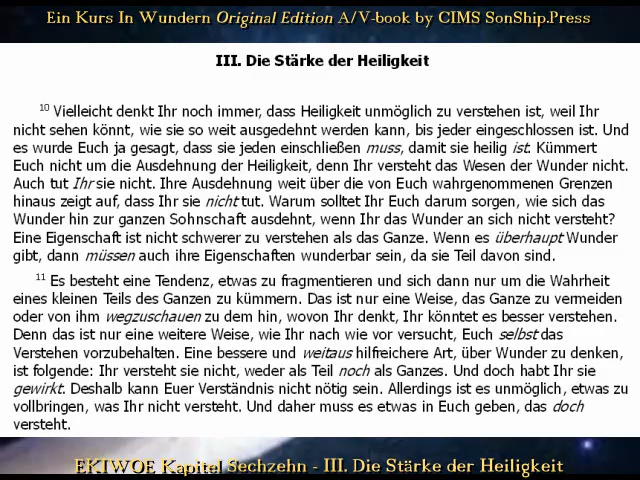 Ein Kurs In Wundern Original Edition A/V-book by CIMS SonShip.Press
III. Die Stärke der Heiligkeit
10 Vielleicht denkt Ihr noch immer, dass Heiligkeit unmöglich zu verstehen ist, weil Ihr
nicht sehen könnt, wie sie so weit ausgedehnt werden kann, bis jeder eingeschlossen ist. Und
es wurde Euch ja gesagt, dass sie jeden einschließen muss, damit sie heilig ist. Kümmert
Euch nicht um die Ausdehnung der Heiligkeit, denn Ihr versteht das Wesen der Wunder nicht.
Auch tut Ihr sie nicht. Ihre Ausdehnung weit über die von Euch wahrgenommenen Grenzen
hinaus zeigt auf, dass Ihr sie nicht tut. Warum solltet Ihr Euch darum sorgen, wie sich das
Wunder hin zur ganzen Sohnschaft ausdehnt, wenn Ihr das Wunder an sich nicht versteht?
Eine Eigenschaft ist nicht schwerer zu verstehen als das Ganze. Wenn es überhaupt Wunder
gibt, dann müssen auch ihre Eigenschaften wunderbar sein, da sie Teil davon sind.
11 Es besteht eine Tendenz, etwas zu fragmentieren und sich dann nur um die Wahrheit
eines kleinen Teils des Ganzen zu kümmern. Das ist nur eine Weise, das Ganze zu vermeiden
oder von ihm wegzuschauen zu dem hin, wovon Ihr denkt, Ihr könntet es besser verstehen.
Denn das ist nur eine weitere Weise, wie Ihr nach wie vor versucht, Euch selbst das
Verstehen vorzubehalten. Eine bessere und weitaus hilfreichere Art, über Wunder zu denken,
ist folgende: Ihr versteht sie nicht, weder als Teil noch als Ganzes. Und doch habt Ihr sie
gewirkt. Deshalb kann Euer Verständnis nicht nötig sein. Allerdings ist es unmöglich, etwas zu
vollbringen, was Ihr nicht versteht. Und daher muss es etwas in Euch geben, das doch
versteht.
EKIWOE Kapitel Sechzehn - III. Die Stärke der Heiligkeit